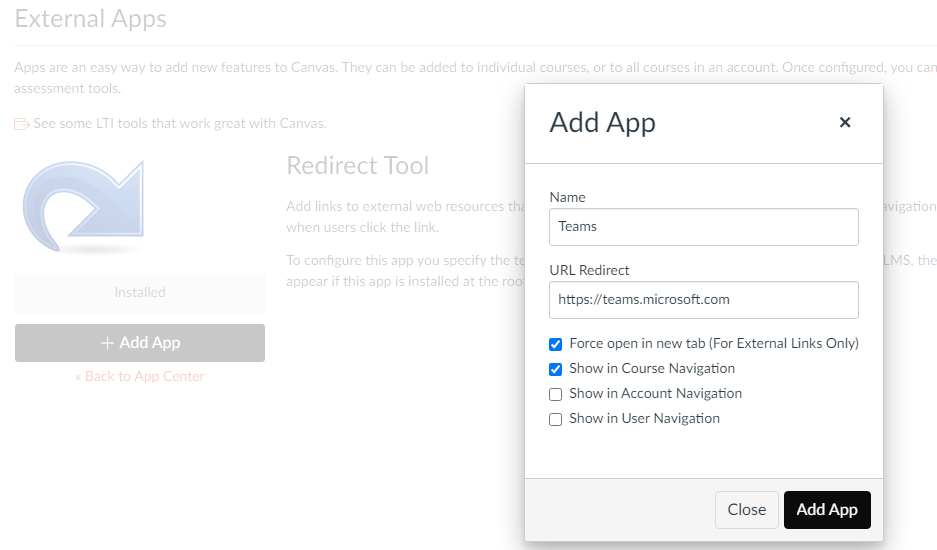 External Apps
Apps are an easy way to add new features to Canvas. They can be added to individual courses, or to all courses in an account. Once configured, you can
assessment tools.
See some LTI tools that work great with Canvas.
Redirect Tool
Add links to external web resources tha
avigation
when users click the link.
To configure this app you specify the te
LMS, the
appear if this app is installed at the roo
Installed
+ Add App
« Back to App Center
Add App
×
Name
Teams
URL Redirect
https://teams.microsoft.com
Force open in new tab (For External Links Only)
Show in Course Navigation
Show in Account Navigation
Show in User Navigation
Close
Add App